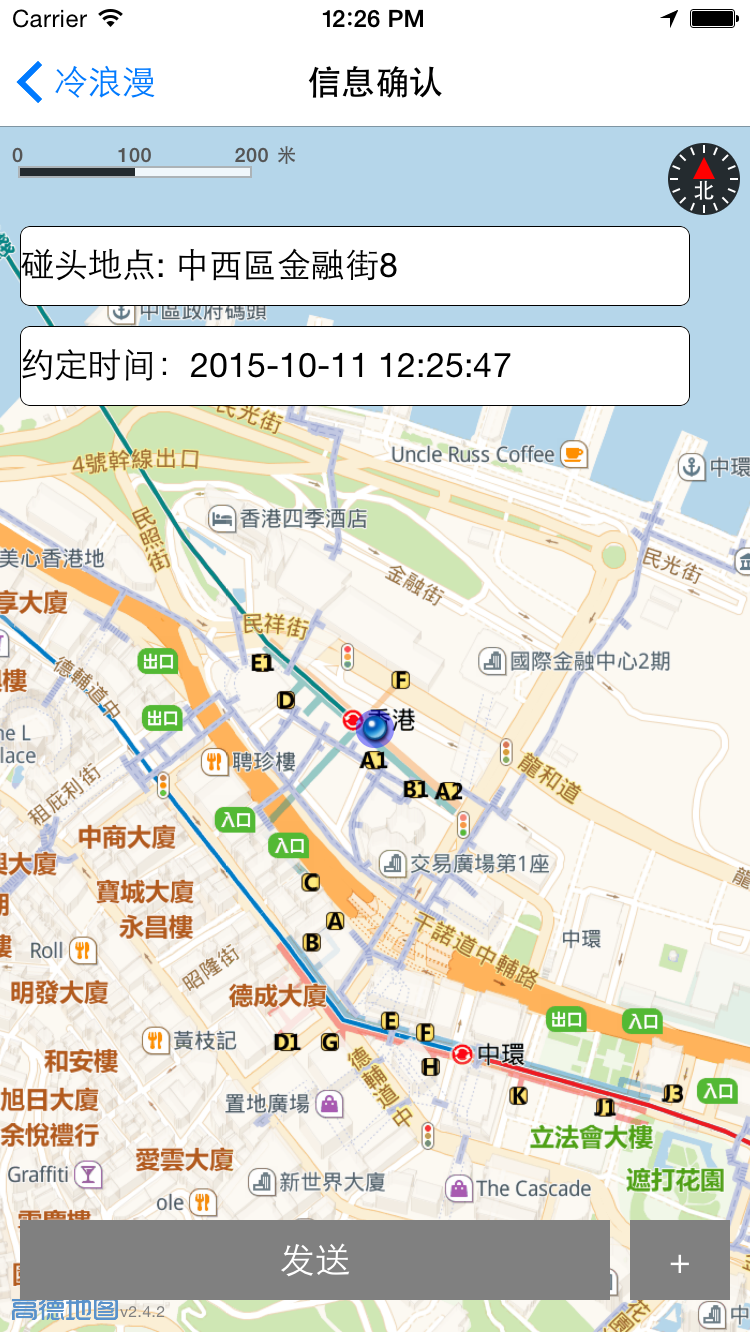 Carrier 12:26 PM
冷浪漫 信息确认
0 100 200 米
北
碰头地点: 中西區金融街8
中區政府碼頭
约定时间: 2015-10-11 12:25:47
民光街
Uncle Russ Coffee
4號幹線出口
中環
民照街
香港四季酒店
美心香港地
民光街
金融街
享大廈
民祥街
出口
E1
F
國際金融中心2期
德輔道中
樓
D
出口
香港
ne L
lace
聘珍樓
A1
龍和道
B1 A2
租庇利街
入口
中商大廈
入口
交易廣場第1座
大廈
C
寶城大廈
永昌樓
A
干諾道中輔路
B
中環
Roll
昭隆街
明發大廈
德成大廈
E
F
出口
入口
黃枝記
D1 G
中環
和安樓
H
德輔道中
旭日大廈
K
J1
J3
入口
置地廣場
余悅禮行
立法會大樓
愛雲大廈
Graffiti
新世界大廈
The Cascade
遮打花園
ole
发送
+
高德地图 v2.4.2
中